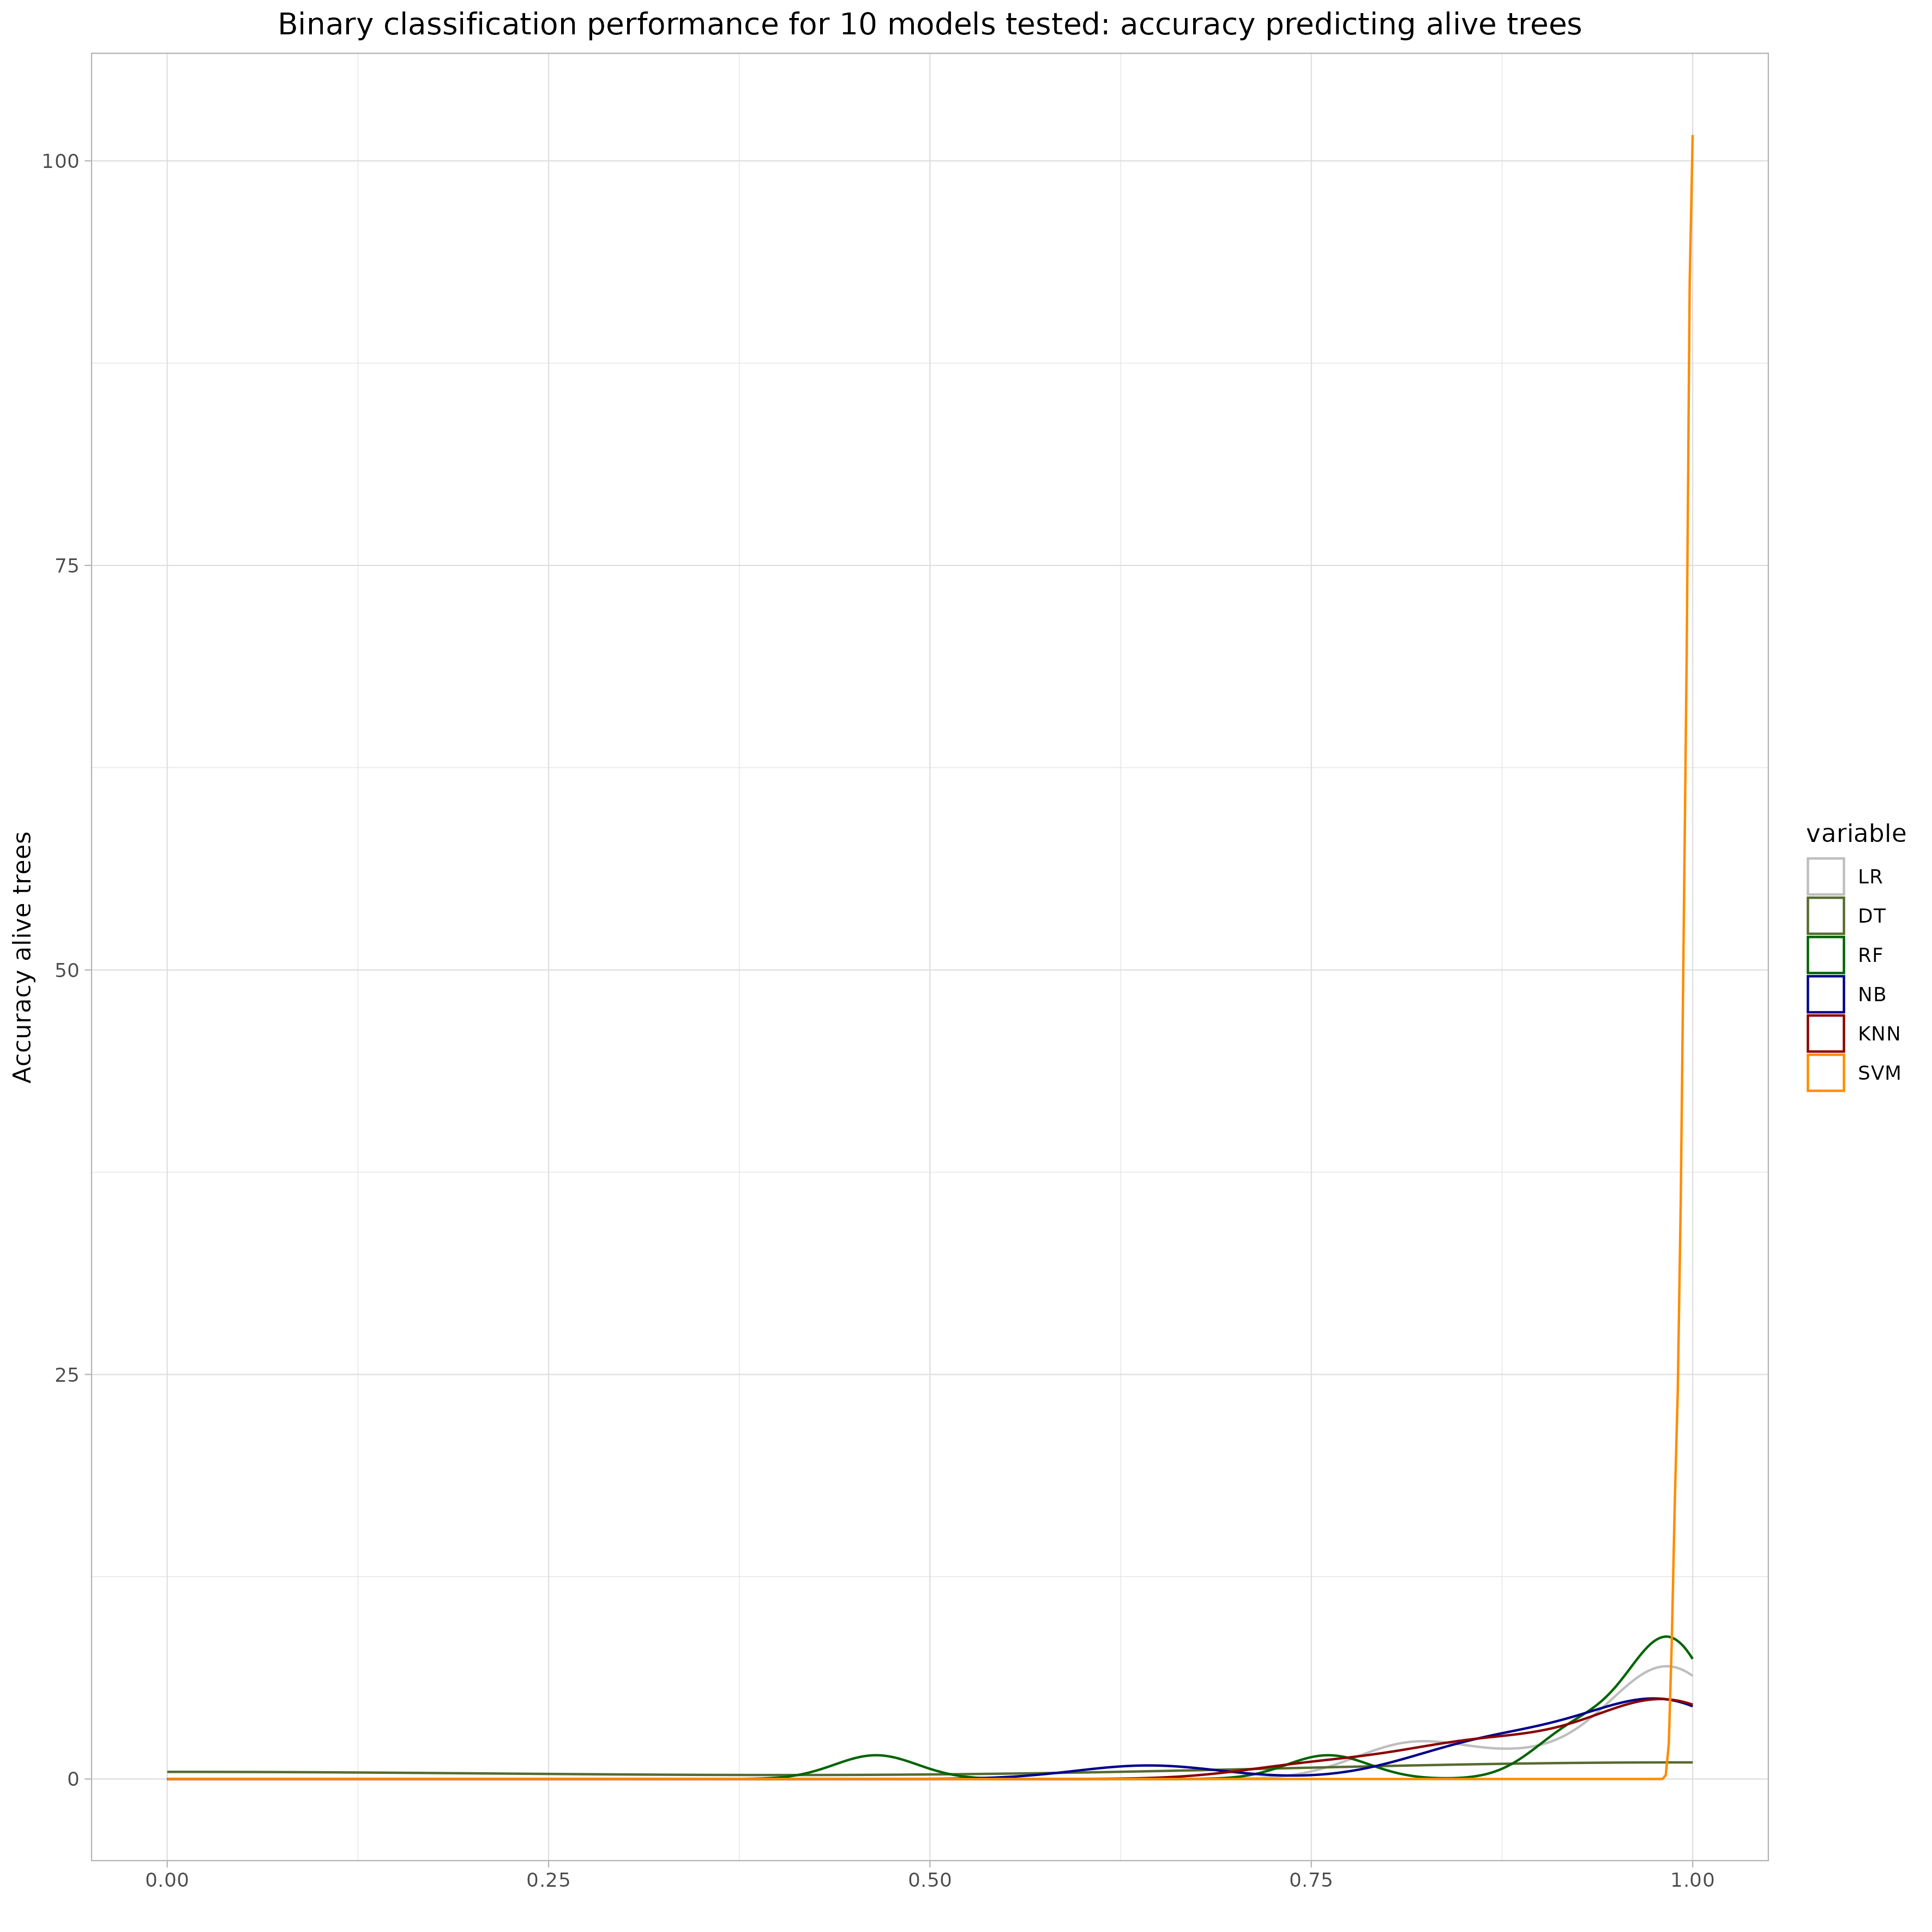 Binary classification performance for 10 models tested: accuracy predicting alive trees
Accuracy alive trees
100
75
50
25
0
0.00 0.25 0.50 0.75 1.00
variable
LR
DT
RF
NB
KNN
SVM